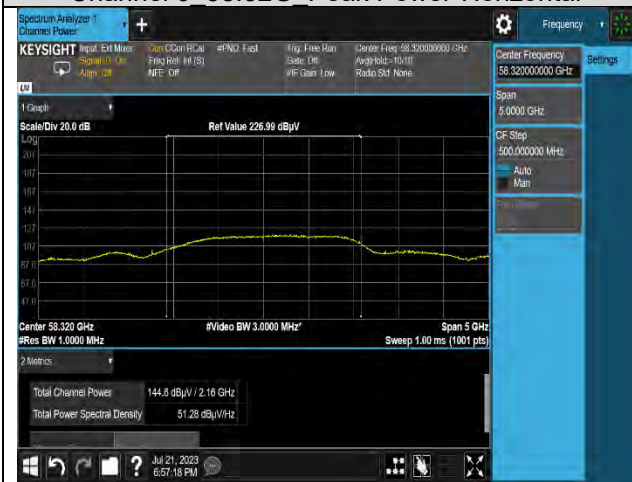 Spectrum Analyzer 1
Channel Power
+
Frequency
KEYSIGHT Input: Ext Mixer
Signal ID: On
Align: Off
Corr CCorr RCal
Freq Ref: Int (S)
NFE: Off
#PNO: Fast
Trig: Free Run
Gate: Off
#IF Gain: Low
Center Freq: 58.320000000 GHz
Avg|Hold:>10/10
Radio Std: None
LM
Center Frequency
58.320000000 GHz
Settings
Span
5.0000 GHz
CF Step
500.000000 MHz
Auto
Man
1 Graph
Scale/Div 20.0 dB
Ref Value 226.99 dBµV
Log
207
187
167
147
127
107
87.0
67.0
47.0
Center 58.320 GHz
#Video BW 3.0000 MHz*
Span 5 GHz
#Res BW 1.0000 MHz
Sweep 1.00 ms (1001 pts)
2 Metrics
Total Channel Power 144.6 dBµV / 2.16 GHz
Total Power Spectral Density 51.28 dBµV/Hz
?
Jul 21, 2023
6:57:18 PM